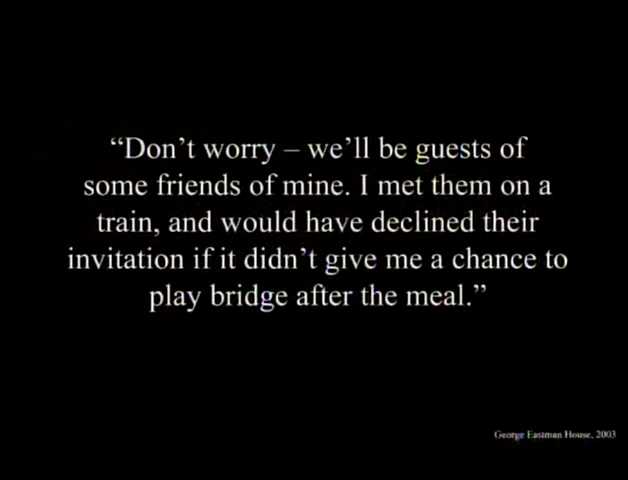 “Don’t worry – we’ll be guests of
some friends of mine. I met them on a
train, and would have declined their
invitation if it didn’t give me a chance to
play bridge after the meal.”
George Eastman House, 2003